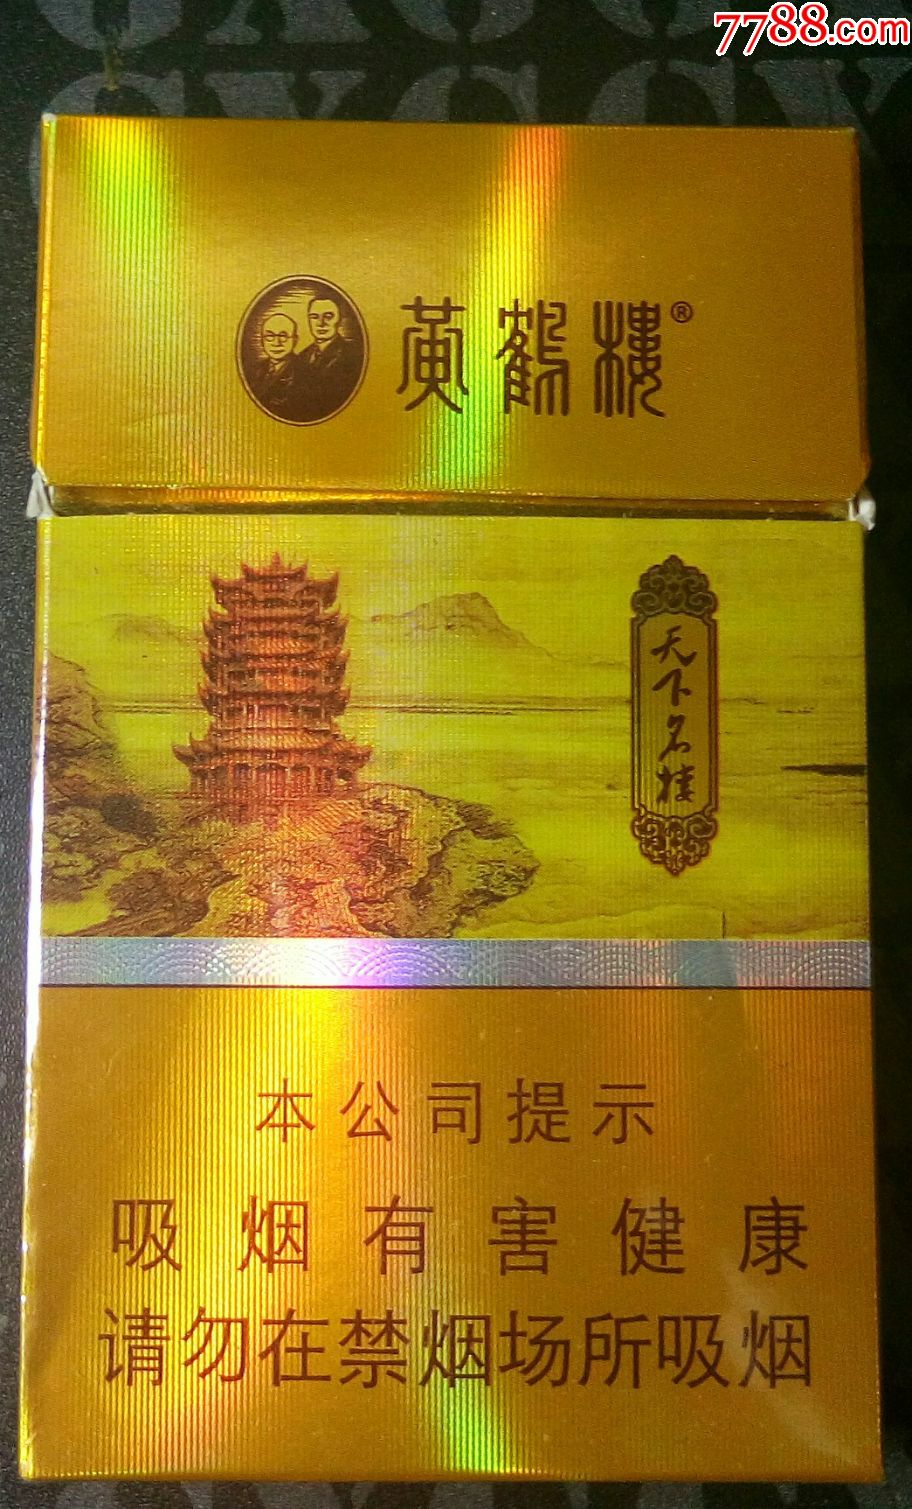 7788.com
黄鹤楼®
天下名楼
本公司提示
吸烟有害健康
请勿在禁烟场所吸烟